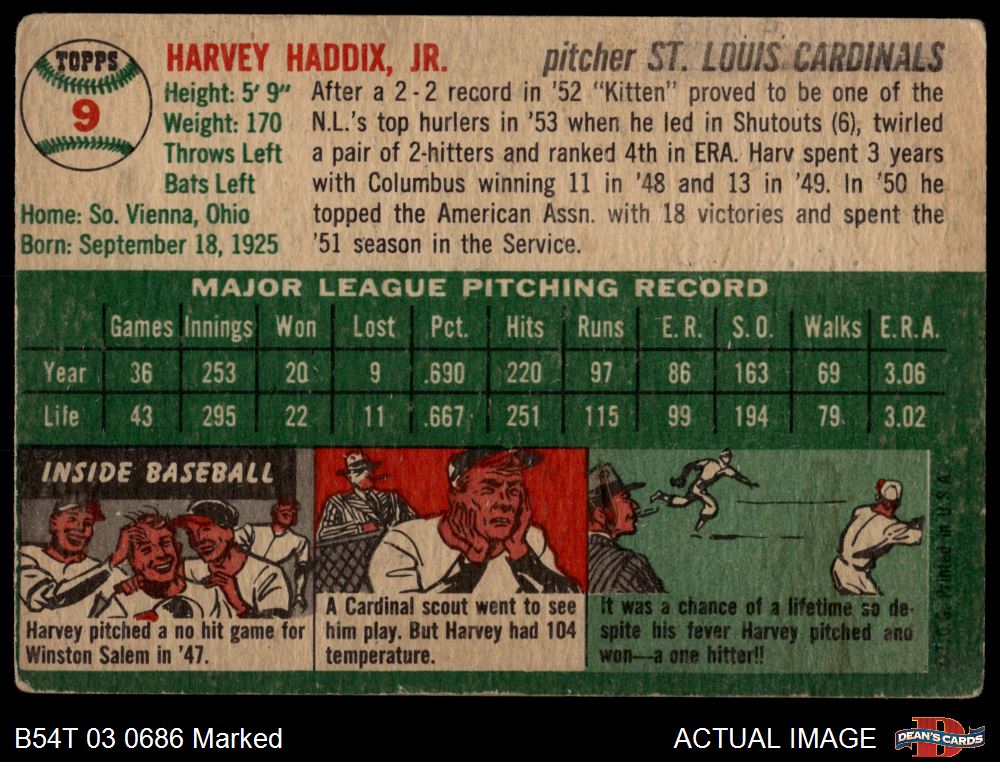 TOPPS
9
HARVEY HADDIX, JR.
pitcher ST. LOUIS CARDINALS
Height: 5' 9"
Weight: 170
Throws Left
Bats Left
Home: So. Vienna, Ohio
Born: September 18, 1925
After a 2-2 record in '52 "Kitten" proved to be one of the
N.L.'s top hurlers in '53 when he led in Shutouts (6), twirled
a pair of 2-hitters and ranked 4th in ERA. Harv spent 3 years
with Columbus winning 11 in '48 and 13 in '49. In '50 he
topped the American Assn. with 18 victories and spent the
'51 season in the Service.
MAJOR LEAGUE PITCHING RECORD
Games Innings Won Lost Pct. Hits Runs E.R. S.O. Walks E.R.A.
Year 36 253 20 9 .690 220 97 86 163 69 3.06
Life 43 295 22 11 .667 251 115 99 194 79 3.02
INSIDE BASEBALL
Harvey pitched a no hit game for
Winston Salem in '47.
A Cardinal scout went to see
him play. But Harvey had 104
temperature.
It was a chance of a lifetime so de-
spite his fever Harvey pitched and
won—a one hitter!!
©T.C.G. Printed in U.S.A.
B54T 03 0686 Marked
ACTUAL IMAGE
DEAN'S CARDS